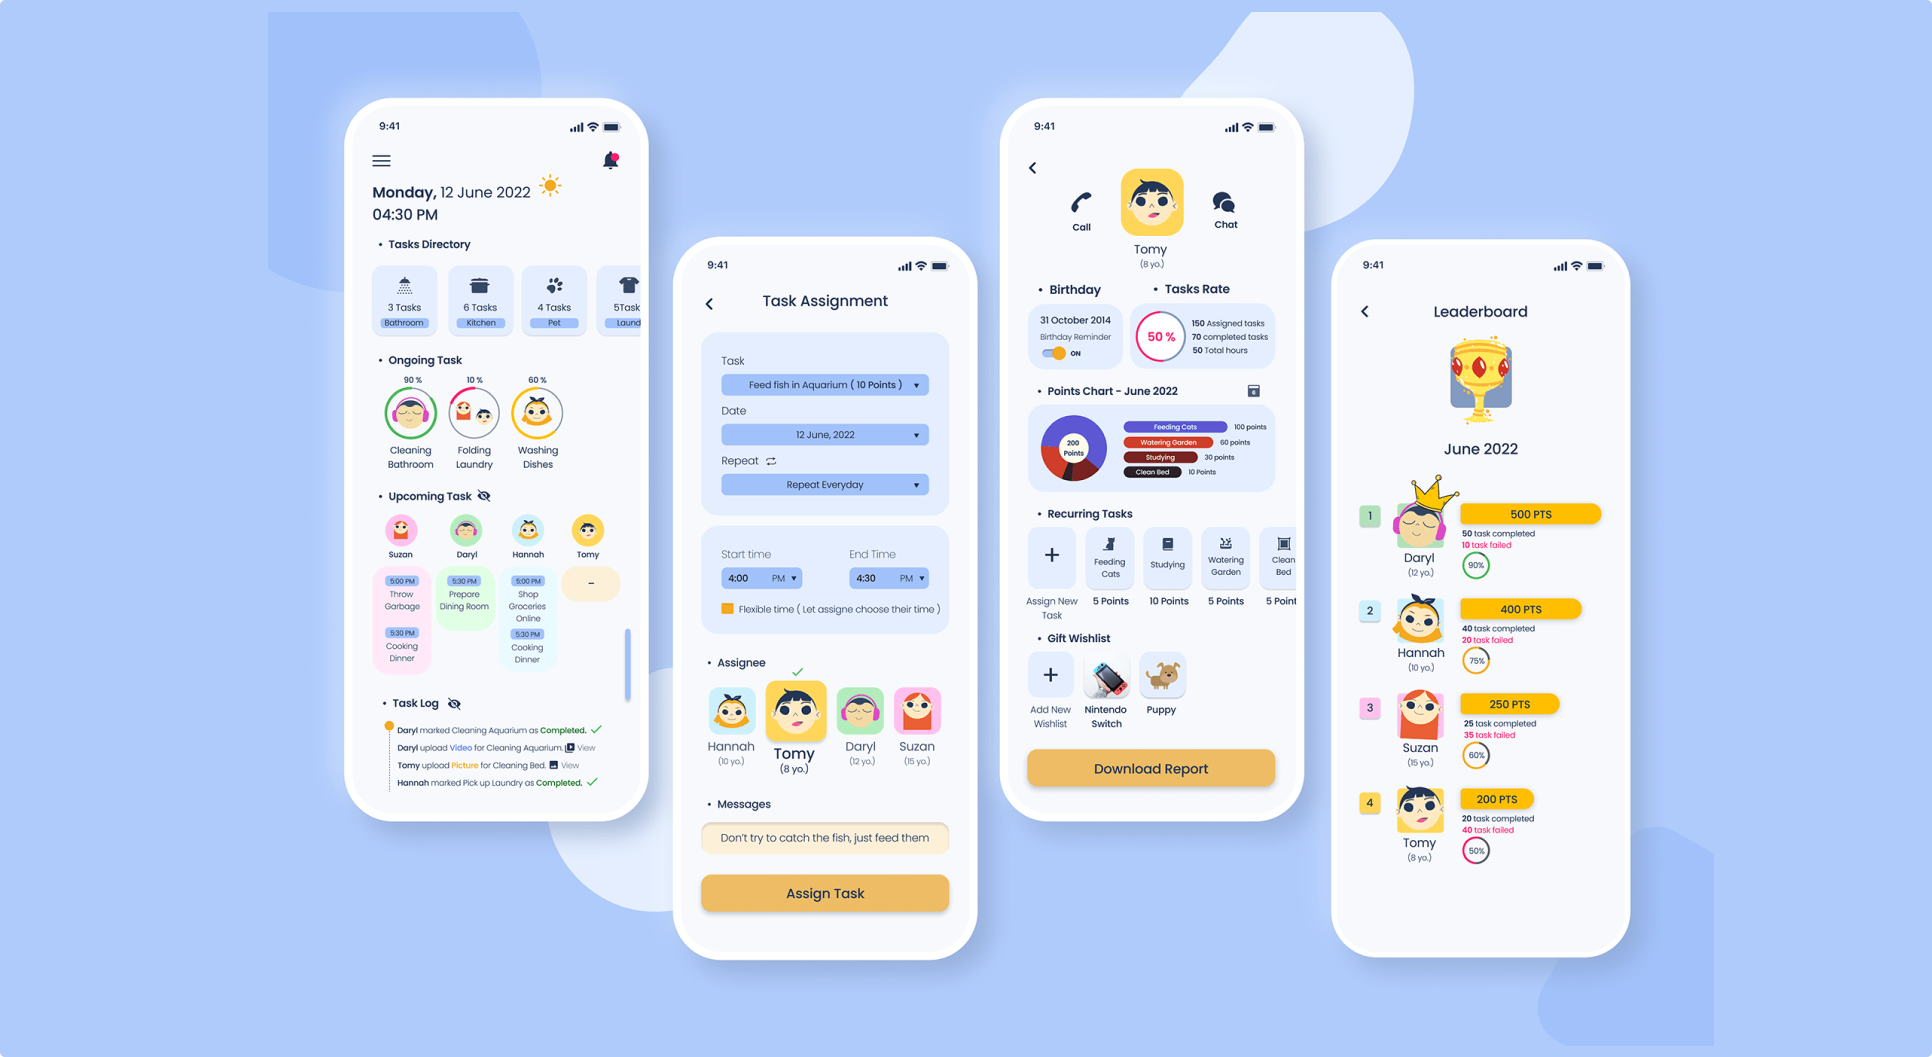 9:41
Monday, 12 June 2022
04:30 PM
• Tasks Directory
3 Tasks
Bathroom
6 Tasks
Kitchen
4 Tasks
Pet
5Task
Laund
• Ongoing Task
90 %
Cleaning
Bathroom
10 %
Folding
Laundry
60 %
Washing
Dishes
• Upcoming Task
Suzan
5:00 PM
Throw
Garbage
5:30 PM
Cooking
Dinner
Daryl
5:30 PM
Prepare
Dining Room
Hannah
5:00 PM
Shop
Groceries
Online
5:30 PM
Cooking
Dinner
Tomy
–
• Task Log
Daryl marked Cleaning Aquarium as Completed.
Daryl upload Video for Cleaning Aquarium. View
Tomy upload Picture for Cleaning Bed. View
Hannah marked Pick up Laundry as Completed.
9:41
Task Assignment
Task
Feed fish in Aquarium ( 10 Points )
Date
12 June, 2022
Repeat
Repeat Everyday
Start time
4:00 PM
End Time
4:30 PM
Flexible time ( Let assigne choose their time )
• Assignee
Hannah
(10 yo.)
Tomy
(8 yo.)
Daryl
(12 yo.)
Suzan
(15 yo.)
• Messages
Don't try to catch the fish, just feed them
Assign Task
9:41
Call
Chat
Tomy
(8 yo.)
• Birthday
31 October 2014
Birthday Reminder
ON
• Tasks Rate
50 %
150 Assigned tasks
70 completed tasks
50 Total hours
• Points Chart - June 2022
200
Points
Feeding Cats 100 points
Watering Garden 60 points
Studying 30 points
Clean Bed 10 Points
• Recurring Tasks
Assign New
Task
Feeding
Cats
5 Points
Studying
10 Points
Watering
Garden
5 Points
Clean
Bed
5 Point
• Gift Wishlist
Add New
Wishlist
Nintendo
Switch
Puppy
Download Report
9:41
Leaderboard
June 2022
1
Daryl
(12 yo.)
500 PTS
50 task completed
10 task failed
90%
2
Hannah
(10 yo.)
400 PTS
40 task completed
20 task failed
75%
3
Suzan
(15 yo.)
250 PTS
25 task completed
35 task failed
60%
4
Tomy
(8 yo.)
200 PTS
20 task completed
40 task failed
50%